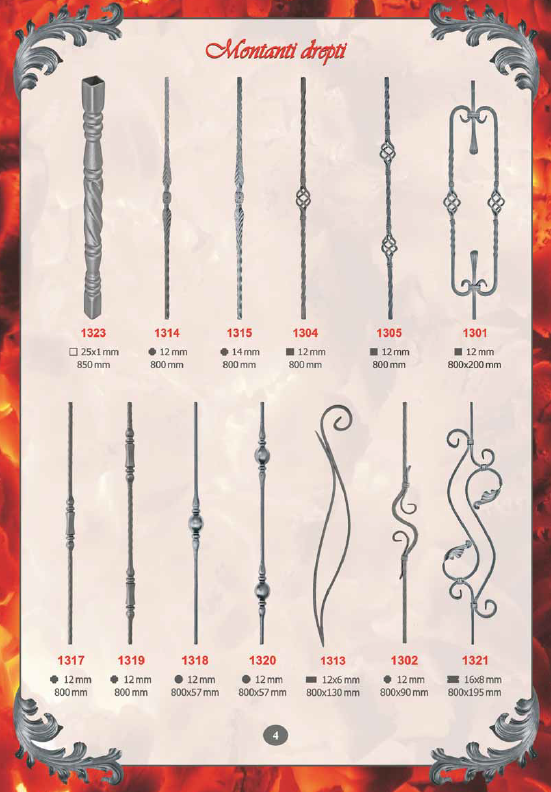 Montanti drepti
1323 1314 1315 1304 1305 1301
25x1 mm 12 mm 14 mm 12 mm 12 mm 12 mm
850 mm 800 mm 800 mm 800 mm 800 mm 800x200 mm
1317 1319 1318 1320 1313 1302 1321
12 mm 12 mm 12 mm 12 mm 12x6 mm 12 mm 16x8 mm
800 mm 800 mm 800x57 mm 800x57 mm 800x130 mm 800x90 mm 800x195 mm
4